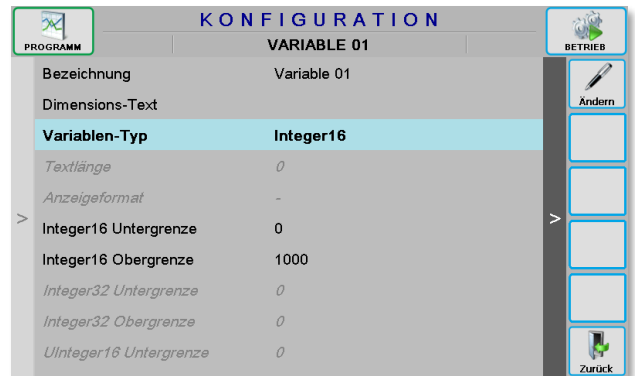 KONFIGURATION
PROGRAMM
VARIABLE 01
BETRIEB
Bezeichnung Variable 01
Dimensions-Text
Variablen-Typ Integer16
Textlänge 0
Anzeigeformat -
Integer16 Untergrenze 0
Integer16 Obergrenze 1000
Integer32 Untergrenze 0
Integer32 Obergrenze 0
UInteger16 Untergrenze 0
>
>
Ändern
Zurück